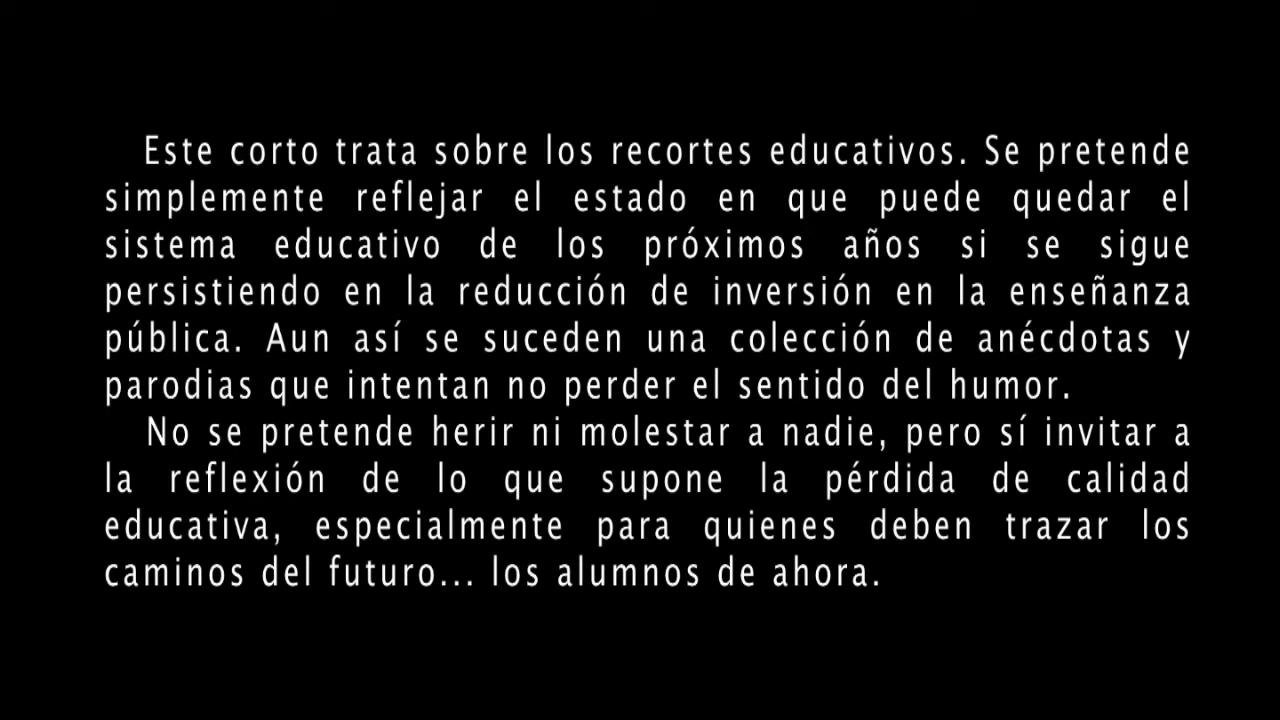 Este corto trata sobre los recortes educativos. Se pretende
simplemente reflejar el estado en que puede quedar el
sistema educativo de los próximos años si se sigue
persistiendo en la reducción de inversión en la enseñanza
pública. Aun así se suceden una colección de anécdotas y
parodias que intentan no perder el sentido del humor.
No se pretende herir ni molestar a nadie, pero sí invitar a
la reflexión de lo que supone la pérdida de calidad
educativa, especialmente para quienes deben trazar los
caminos del futuro... los alumnos de ahora.